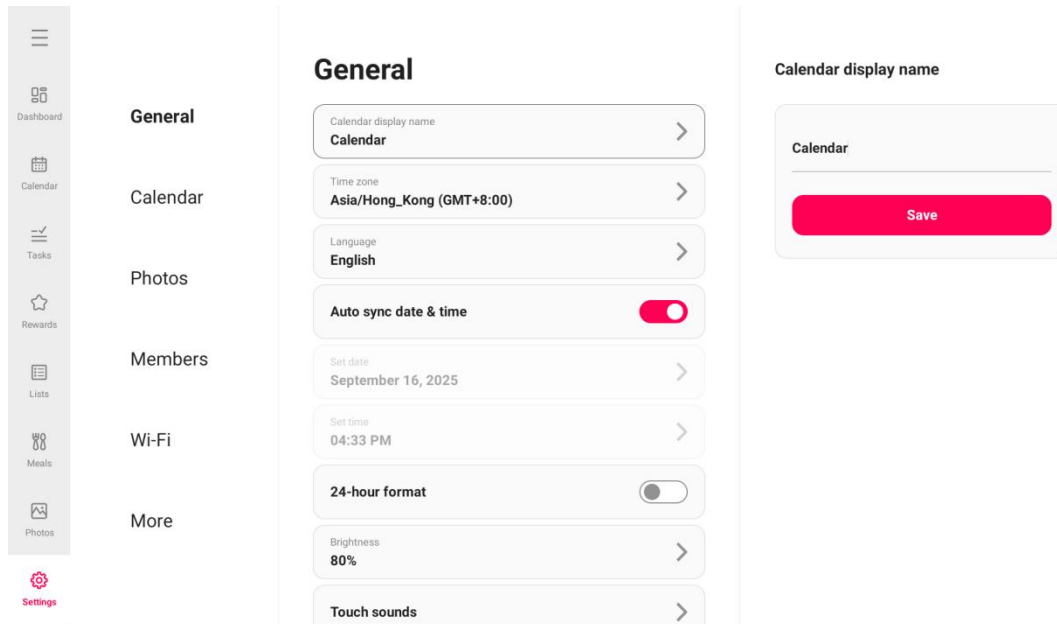 Dashboard
Calendar
Tasks
Rewards
Lists
Meals
Photos
Settings
General
Calendar
Photos
Members
Wi-Fi
More
General
Calendar display name
Calendar
Time zone
Asia/Hong_Kong (GMT+8:00)
Language
English
Auto sync date & time
Set date
September 16, 2025
Set time
04:33 PM
24-hour format
Brightness
80%
Touch sounds
Calendar display name
Calendar
Save